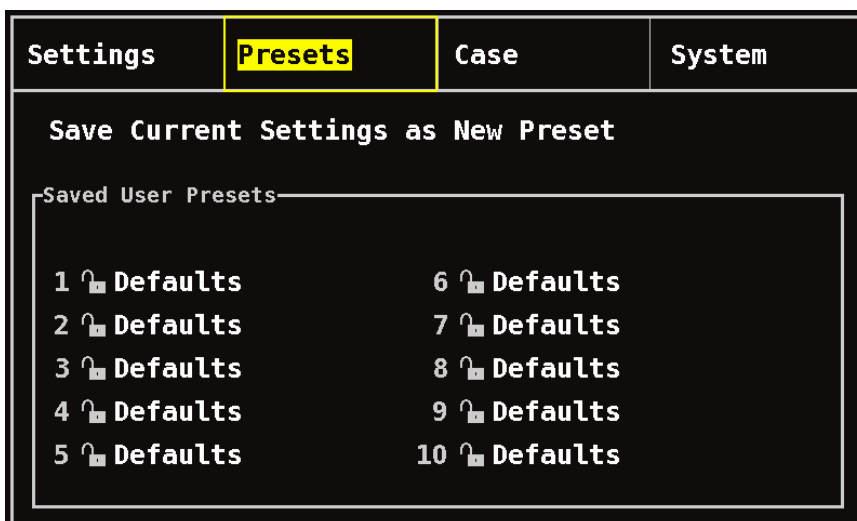 Settings Presets Case System
Save Current Settings as New Preset
Saved User Presets
1 Defaults 6 Defaults
2 Defaults 7 Defaults
3 Defaults 8 Defaults
4 Defaults 9 Defaults
5 Defaults 10 Defaults